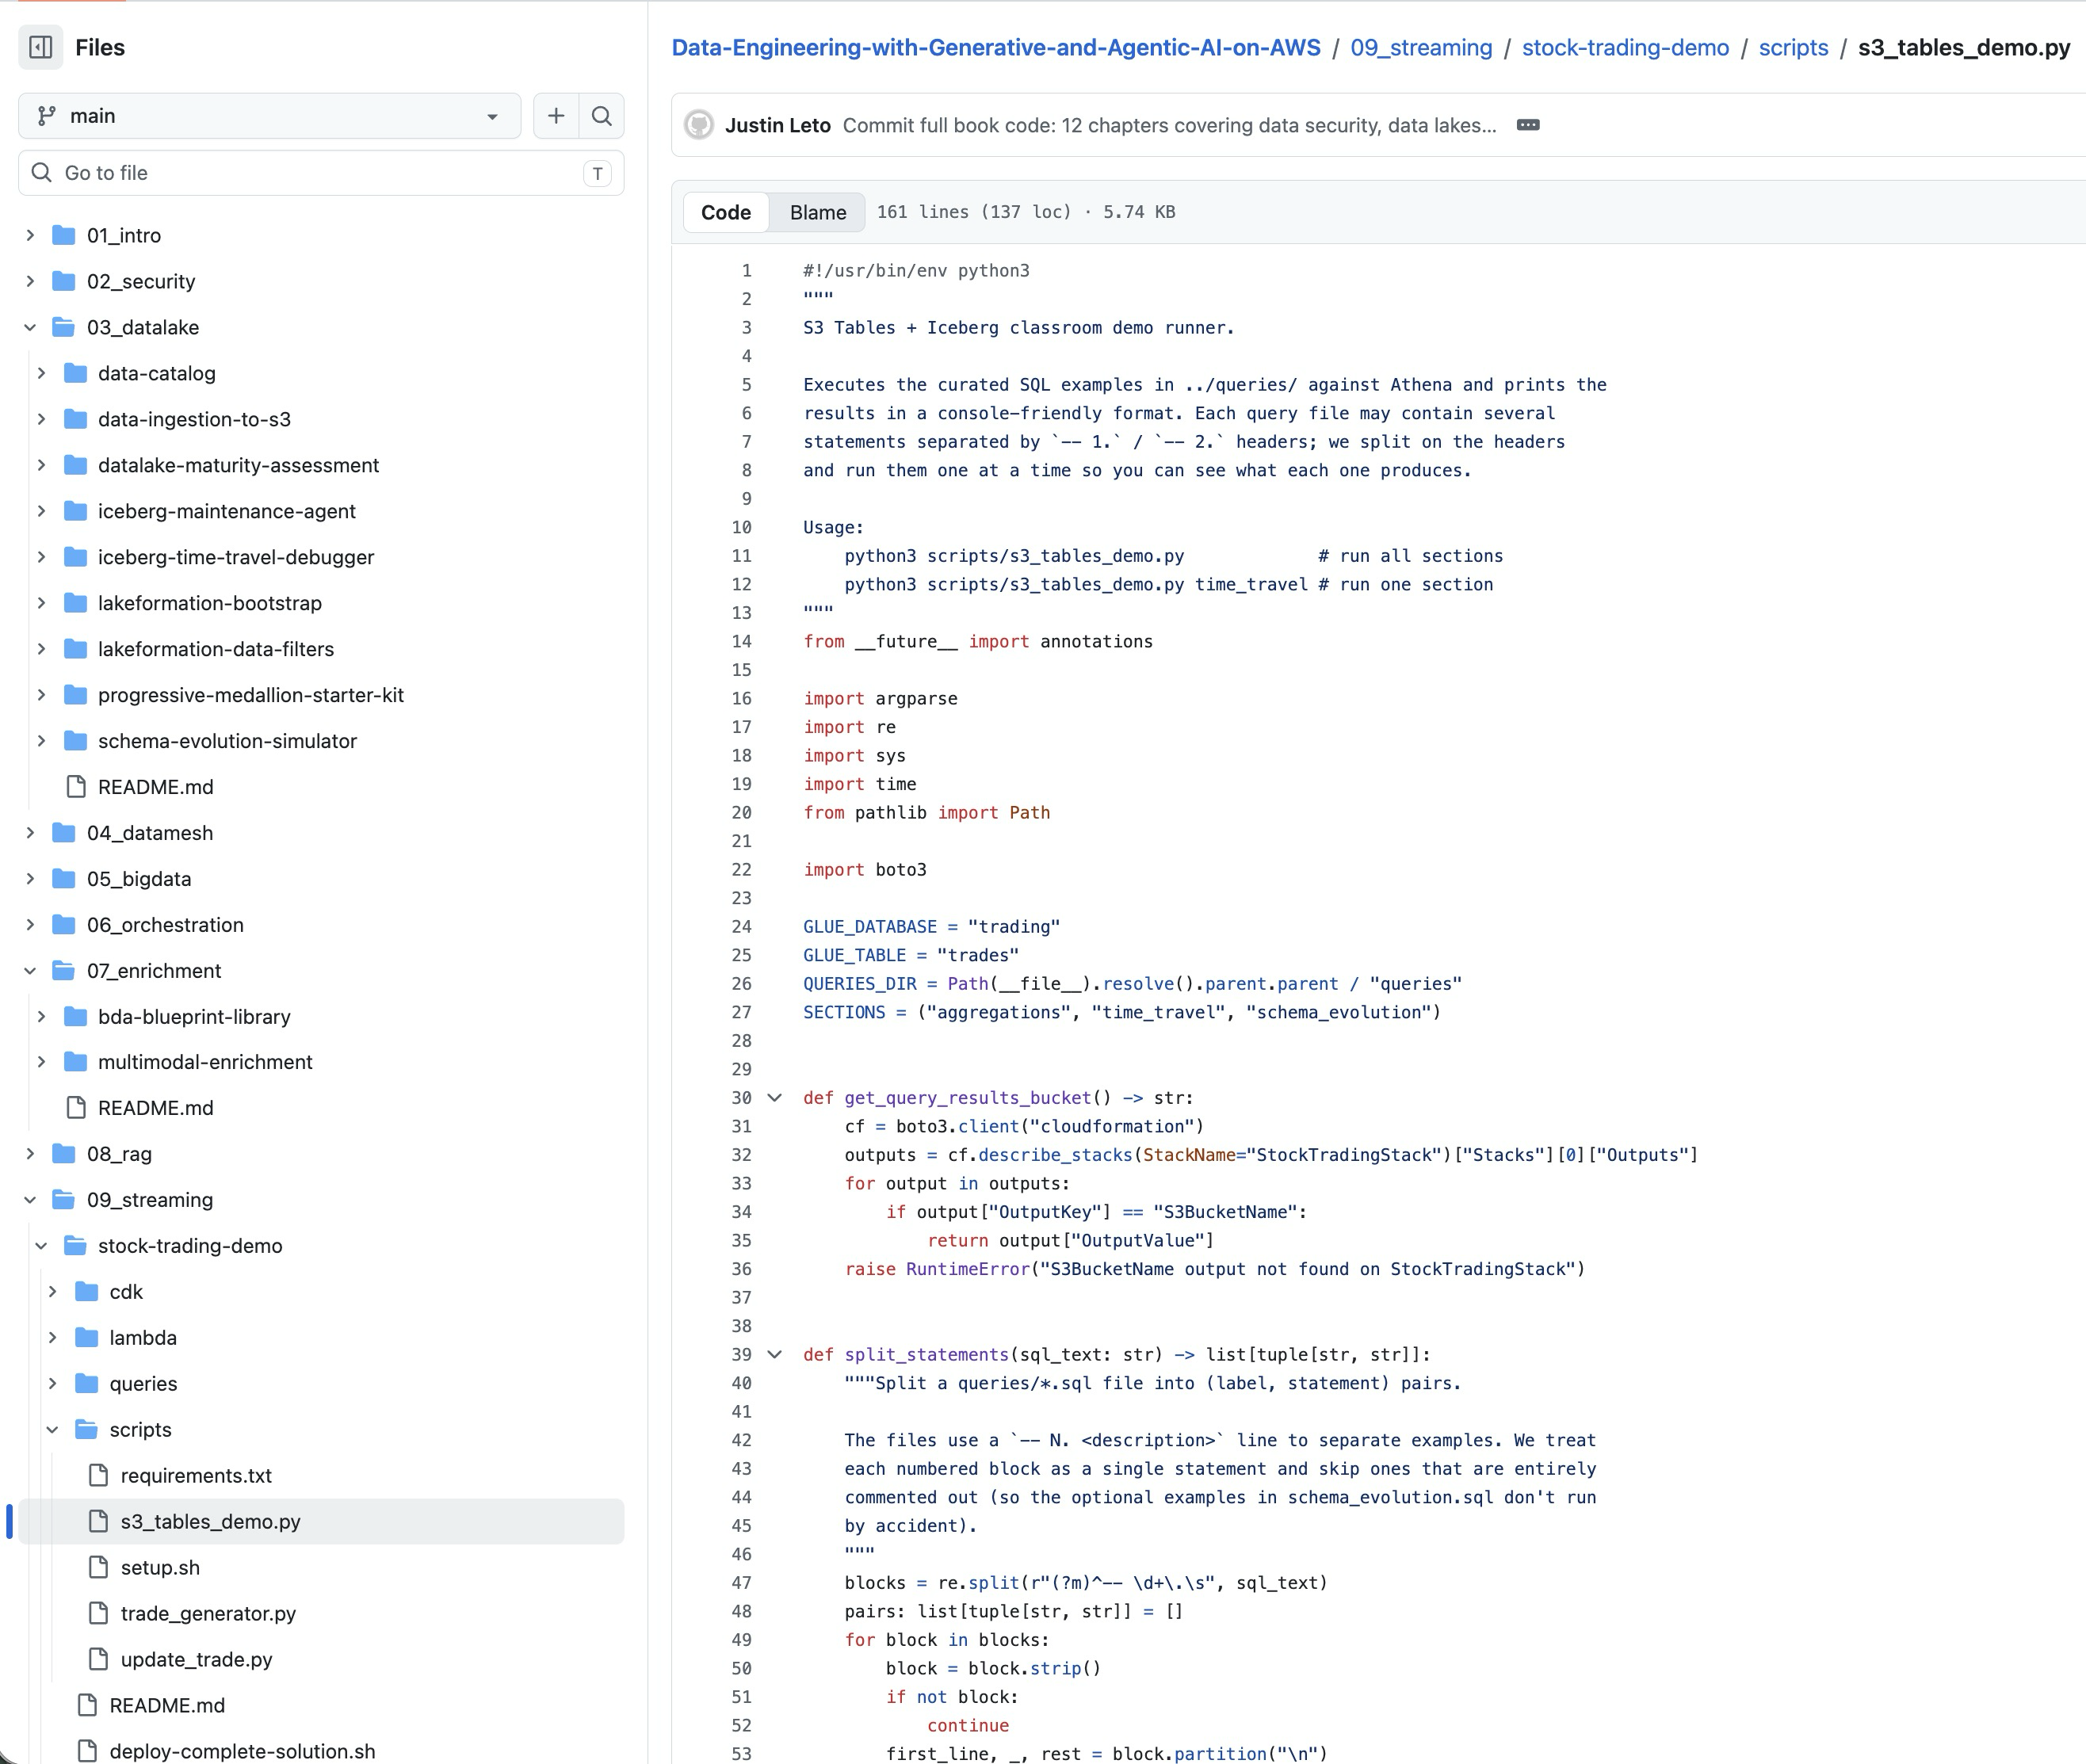 Files
main
Go to file
T
01_intro
02_security
03_datalake
data-catalog
data-ingestion-to-s3
datalake-maturity-assessment
iceberg-maintenance-agent
iceberg-time-travel-debugger
lakeformation-bootstrap
lakeformation-data-filters
progressive-medallion-starter-kit
schema-evolution-simulator
README.md
04_datamesh
05_bigdata
06_orchestration
07_enrichment
bda-blueprint-library
multimodal-enrichment
README.md
08_rag
09_streaming
stock-trading-demo
cdk
lambda
queries
scripts
requirements.txt
s3_tables_demo.py
setup.sh
trade_generator.py
update_trade.py
README.md
deploy-complete-solution.sh
Data-Engineering-with-Generative-and-Agentic-AI-on-AWS / 09_streaming / stock-trading-demo / scripts / s3_tables_demo.py
Justin Leto Commit full book code: 12 chapters covering data security, data lakes...
Code Blame 161 lines (137 loc) · 5.74 KB
1 #!/usr/bin/env python3
2 """
3 S3 Tables + Iceberg classroom demo runner.
4
5 Executes the curated SQL examples in ../queries/ against Athena and prints the
6 results in a console-friendly format. Each query file may contain several
7 statements separated by `-- 1.` / `-- 2.` headers; we split on the headers
8 and run them one at a time so you can see what each one produces.
9
10 Usage:
11     python3 scripts/s3_tables_demo.py             # run all sections
12     python3 scripts/s3_tables_demo.py time_travel # run one section
13 """
14 from __future__ import annotations
15
16 import argparse
17 import re
18 import sys
19 import time
20 from pathlib import Path
21
22 import boto3
23
24 GLUE_DATABASE = "trading"
25 GLUE_TABLE = "trades"
26 QUERIES_DIR = Path(__file__).resolve().parent.parent / "queries"
27 SECTIONS = ("aggregations", "time_travel", "schema_evolution")
28
29
30 def get_query_results_bucket() -> str:
31     cf = boto3.client("cloudformation")
32     outputs = cf.describe_stacks(StackName="StockTradingStack")["Stacks"][0]["Outputs"]
33     for output in outputs:
34         if output["OutputKey"] == "S3BucketName":
35             return output["OutputValue"]
36     raise RuntimeError("S3BucketName output not found on StockTradingStack")
37
38
39 def split_statements(sql_text: str) -> list[tuple[str, str]]:
40     """Split a queries/*.sql file into (label, statement) pairs.
41
42     The files use a `-- N. <description>` line to separate examples. We treat
43     each numbered block as a single statement and skip ones that are entirely
44     commented out (so the optional examples in schema_evolution.sql don't run
45     by accident).
46     """
47     blocks = re.split(r"(?m)^-- \d+\.\s", sql_text)
48     pairs: list[tuple[str, str]] = []
49     for block in blocks:
50         block = block.strip()
51         if not block:
52             continue
53         first_line, _, rest = block.partition("\n")